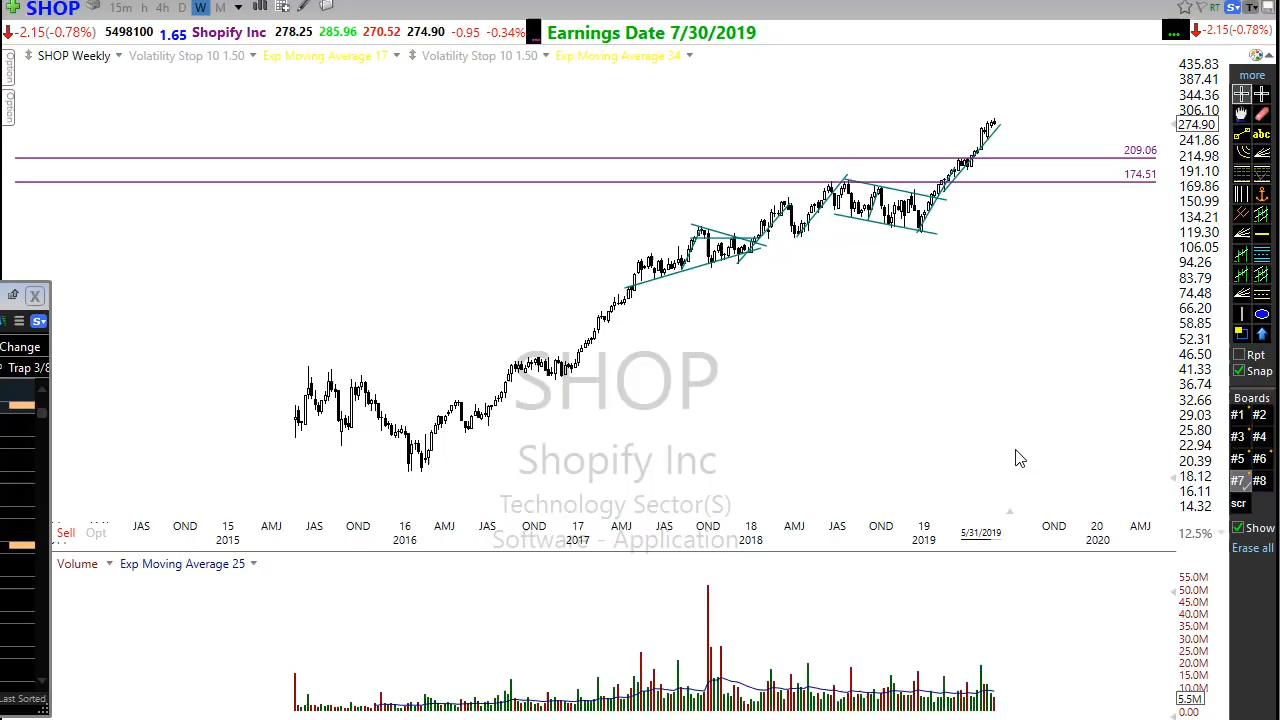 SHOP 15m h 4h D W M RT S T
-2.15(-0.78%) 5498100 1.65 Shopify Inc 278.25 285.96 270.52 274.90 -0.95 -0.34% ... Earnings Date 7/30/2019 ... -2.15(-0.78%)
Option
Option
SHOP Weekly Volatility Stop 10 1.50 Exp Moving Average 17 Volatility Stop 10 1.50 Exp Moving Average 34
435.83
387.41
344.36
306.10
274.90
241.86
214.98
191.10
169.86
150.99
134.21
119.30
106.05
94.26
83.79
74.48
66.20
58.85
52.31
46.50
41.33
36.74
32.66
29.03
25.80
22.94
20.39
18.12
16.11
14.32
209.06
174.51
more
abc
Rpt
Snap
Boards
#1 #2
#3 #4
#5 #6
#7 #8
scr
Show
Erase all
X
S
Change
Trap 3/8
Last Sorted
SHOP
Shopify Inc
Technology Sector(S)
Software - Application
JAS OND 15 AMJ JAS OND 16 AMJ JAS OND 17 AMJ JAS OND 18 AMJ JAS OND 19 5/31/2019 OND 20 AMJ
Sell Opt 2015 2016 2017 2018 2019 2020 12.5%
Volume Exp Moving Average 25
55.0M
50.0M
45.0M
40.0M
35.0M
30.0M
25.0M
20.0M
15.0M
10.0M
5.5M
0.00